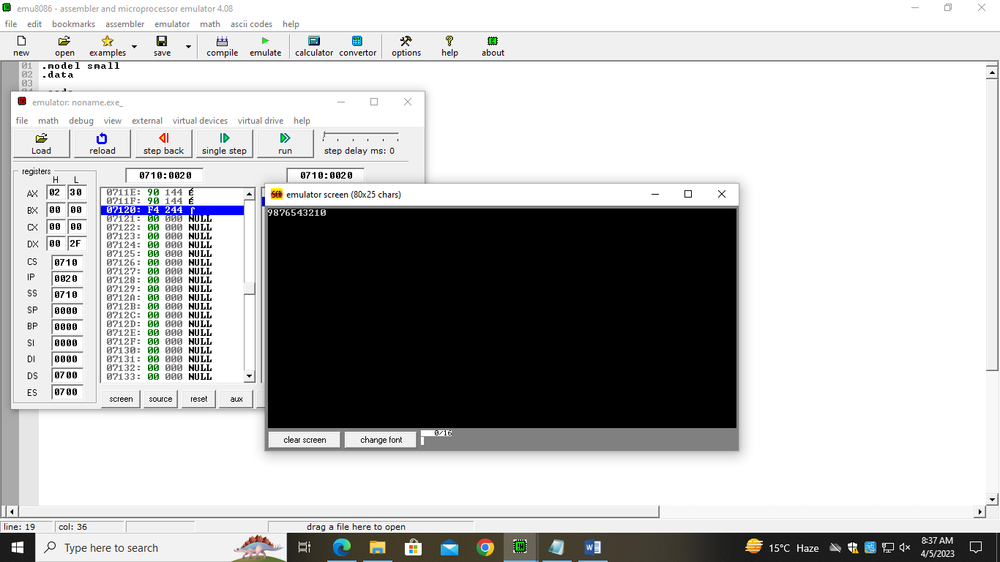 emu8086 - assembler and microprocessor emulator 4.08
file edit bookmarks assembler emulator math ascii codes help
new open examples save compile emulate calculator convertor options help about
01 .model small
02 .data
03
emulator: noname.exe_
file math debug view external virtual devices virtual drive help
Load reload step back single step run step delay ms: 0
registers
H L
0710:0020 0710:0020
AX 02 30
BX 00 00
CX 00 00
DX 00 2F
CS 0710
IP 0020
SS 0710
SP 0000
BP 0000
SI 0000
DI 0000
DS 0700
ES 0700
0711E: 90 144 É
0711F: 90 144 É
07120: F4 244 ⌠
07121: 00 000 NULL
07122: 00 000 NULL
07123: 00 000 NULL
07124: 00 000 NULL
07125: 00 000 NULL
07126: 00 000 NULL
07127: 00 000 NULL
07128: 00 000 NULL
07129: 00 000 NULL
0712A: 00 000 NULL
0712B: 00 000 NULL
0712C: 00 000 NULL
0712D: 00 000 NULL
0712E: 00 000 NULL
0712F: 00 000 NULL
07130: 00 000 NULL
07131: 00 000 NULL
07132: 00 000 NULL
07133: 00 000 NULL
screen source reset aux
SCR emulator screen (80x25 chars)
9876543210
clear screen change font 0/16
line: 19 col: 36 drag a file here to open
Type here to search
15°C Haze
8:37 AM
4/5/2023